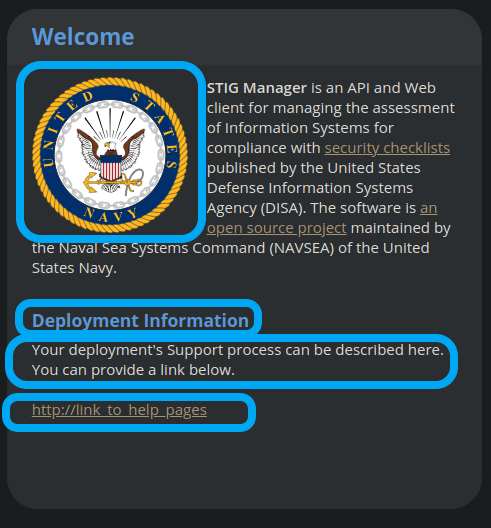 Welcome
UNITED STATES
NAVY
STIG Manager is an API and Web
client for managing the assessment
of Information Systems for
compliance with security checklists
published by the United States
Defense Information Systems
Agency (DISA). The software is an
open source project maintained by
the Naval Sea Systems Command (NAVSEA) of the United
States Navy.
Deployment Information
Your deployment's Support process can be described here.
You can provide a link below.
http://link_to_help_pages